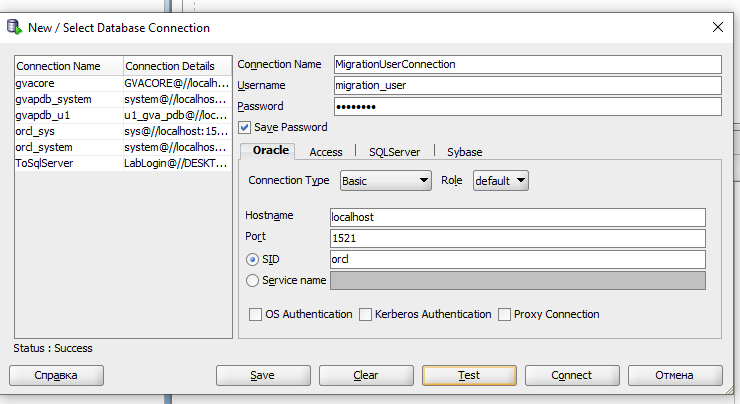 New / Select Database Connection
Connection Name Connection Details
gvacore GVACORE@//localh...
gvapdb_system system@//localhos...
gvapdb_u1 u1_gva_pdb@//loc...
orcl_sys sys@//localhost:15...
orcl_system system@//localhos...
ToSqlServer LabLogin@//DESKT...
Connection Name MigrationUserConnection
Username migration_user
Password ••••••••
Save Password
Oracle Access SQLServer Sybase
Connection Type Basic Role default
Hostname localhost
Port 1521
SID orcl
Service name
OS Authentication Kerberos Authentication Proxy Connection
Status : Success
Справка Save Clear Test Connect Отмена